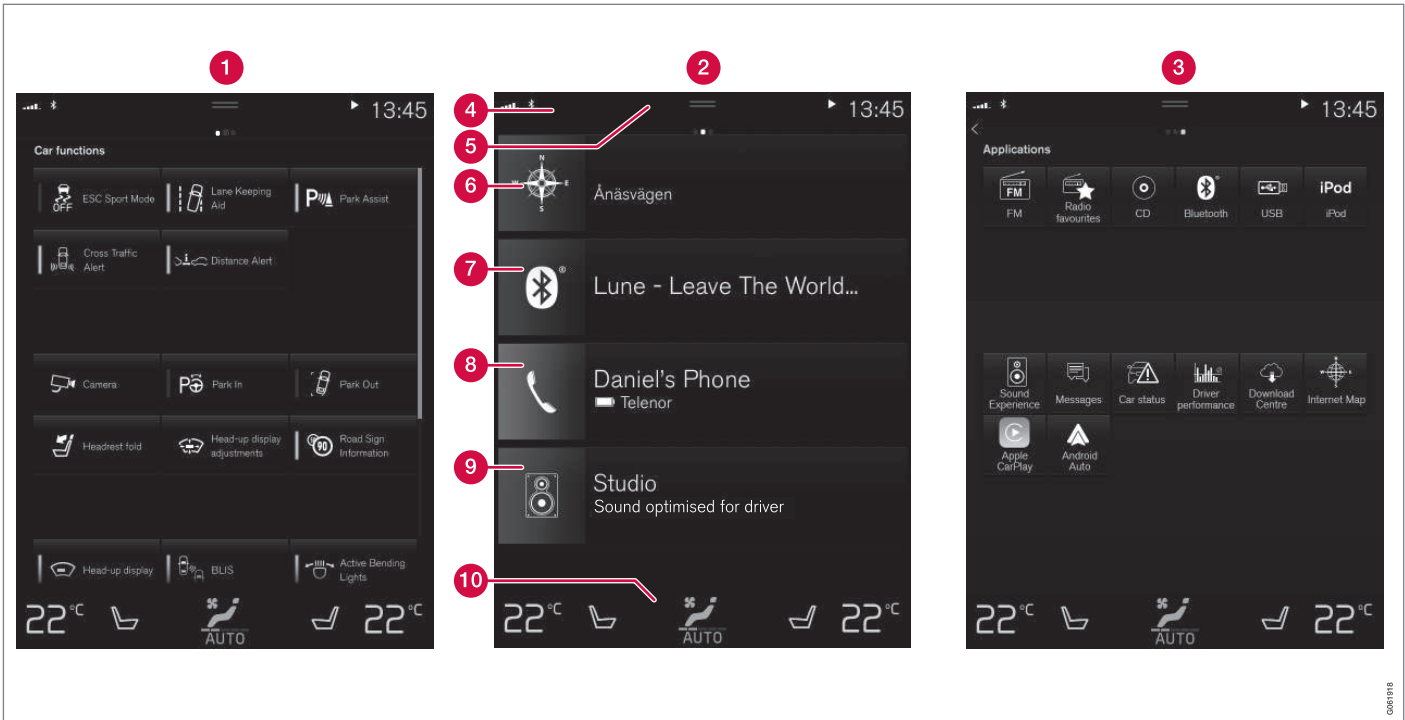 1
2
3
13:45
Car functions
OFF
ESC Sport Mode
Lane Keeping
Aid
P
Park Assist
Cross Traffic
Alert
Distance Alert
Camera
P
Park In
Park Out
Headrest fold
Head-up display
adjustments
90
Road Sign
Information
Head-up display
BLIS
Active Bending
Lights
22°C
AUTO
22°C
4
13:45
5
6
N
W
E
S
Ånäsvägen
7
Lune - Leave The World...
8
Daniel's Phone
Telenor
9
Studio
Sound optimised for driver
10
22°C
AUTO
22°C
13:45
Applications
FM
FM
Radio
favourites
CD
Bluetooth
USB
iPod
iPod
Sound
Experience
Messages
Car status
Driver
performance
Download
Centre
Internet Map
Apple
CarPlay
Android
Auto
22°C
AUTO
22°C
G061918